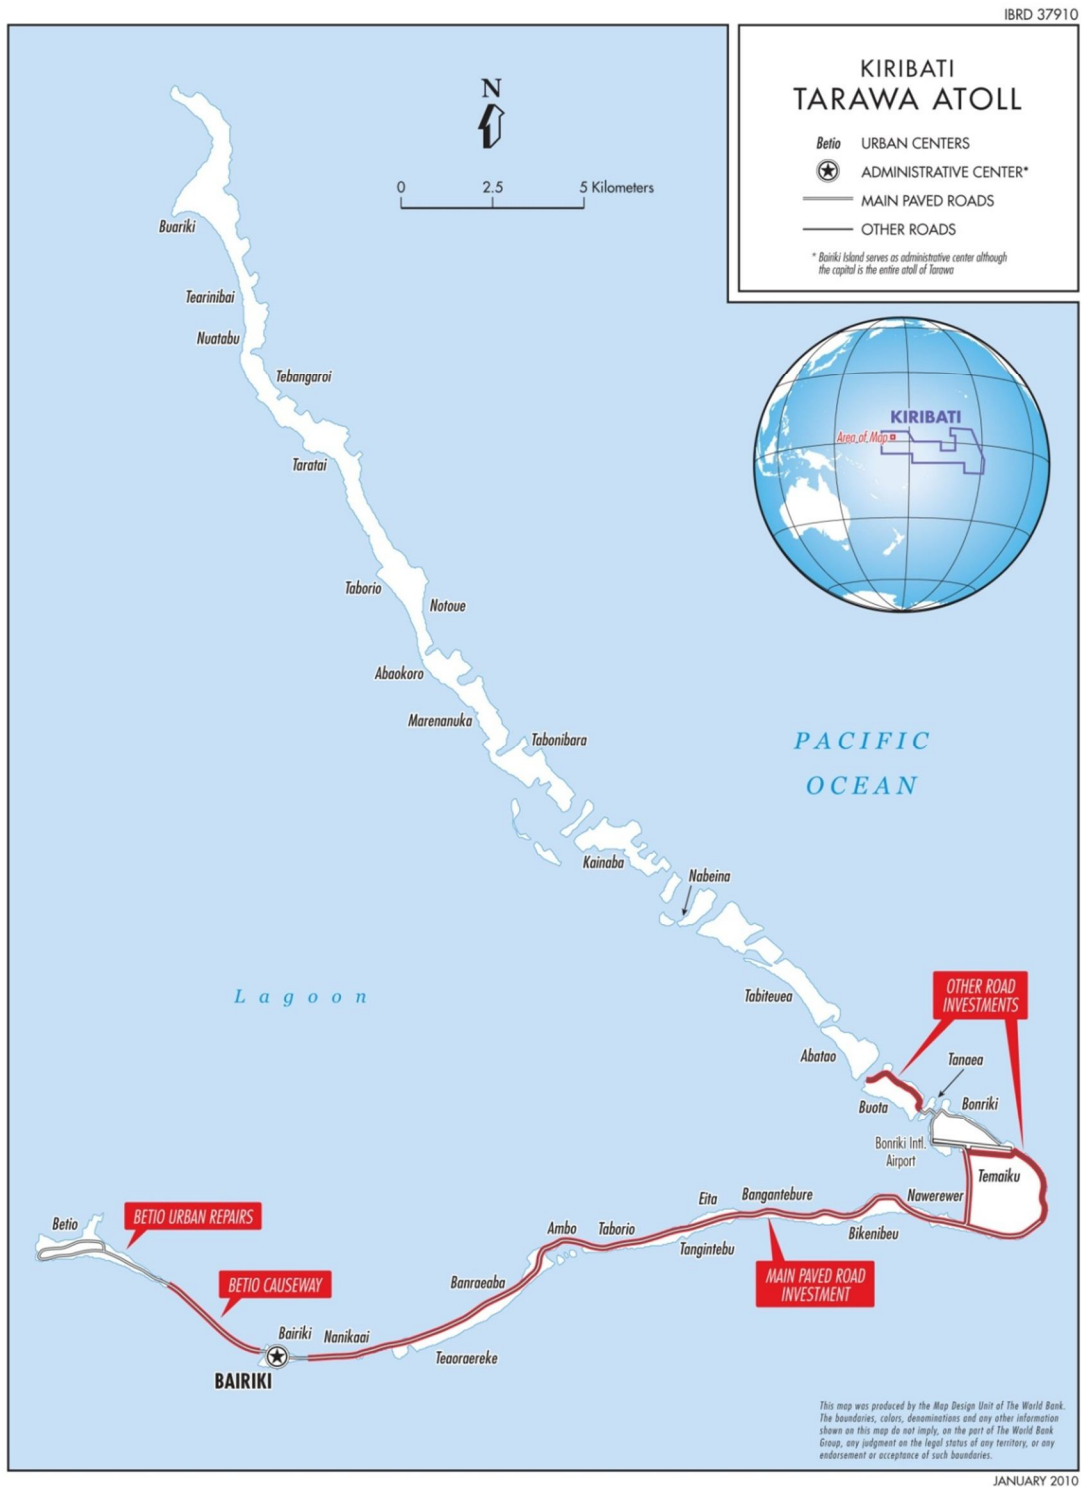 IBRD 37910
KIRIBATI
TARAWA ATOLL
Betio URBAN CENTERS
ADMINISTRATIVE CENTER*
MAIN PAVED ROADS
OTHER ROADS
* Bairiki Island serves as administrative center although
the capital is the entire atoll of Tarawa
N
0 2.5 5 Kilometers
Buariki
Tearinibai
Nuatabu
Tebangaroi
Taratai
KIRIBATI
Area of Map
Taborio
Notoue
Abaokoro
Marenanuka
Tabonibara
PACIFIC
OCEAN
Kainaba
Nabeina
Lagoon
Tabiteuea
OTHER ROAD
INVESTMENTS
Abatao
Tanaea
Buota
Bonriki
Bonriki Intl.
Airport
Temaiku
Betio
BETIO URBAN REPAIRS
Eita
Bangantebure
Nawerewer
Ambo
Taborio
Tangintebu
Bikenibeu
BETIO CAUSEWAY
Banraeaba
MAIN PAVED ROAD
INVESTMENT
Bairiki
Nanikaai
Teaoraereke
BAIRIKI
This map was produced by the Map Design Unit of The World Bank.
The boundaries, colors, denominations and any other information
shown on this map do not imply, on the part of The World Bank
Group, any judgment on the legal status of any territory, or any
endorsement or acceptance of such boundaries.
JANUARY 2010